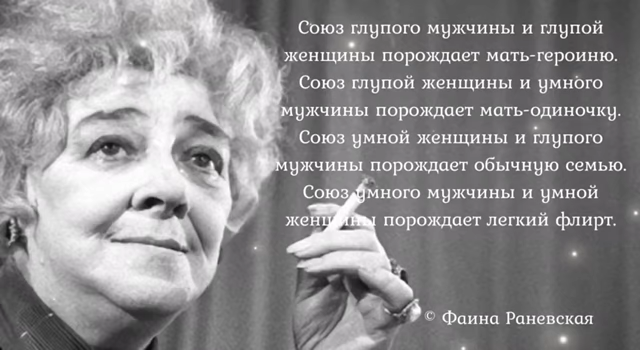 Союз глупого мужчины и глупой
женщины порождает мать-героиню.
Союз глупой женщины и умного
мужчины порождает мать-одиночку.
Союз умной женщины и глупого
мужчины порождает обычную семью.
Союз умного мужчины и умной
женщины порождает легкий флирт.
© Фаина Раневская